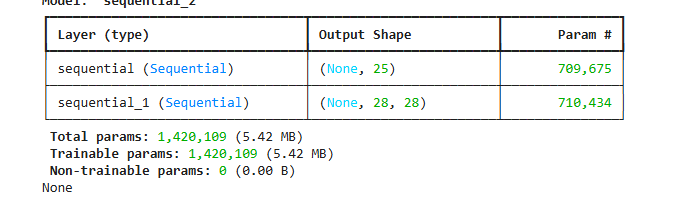 Model: "sequential_2"
Layer (type) Output Shape Param #
sequential (Sequential) (None, 25) 709,675
sequential_1 (Sequential) (None, 28, 28) 710,434
Total params: 1,420,109 (5.42 MB)
Trainable params: 1,420,109 (5.42 MB)
Non-trainable params: 0 (0.00 B)
None